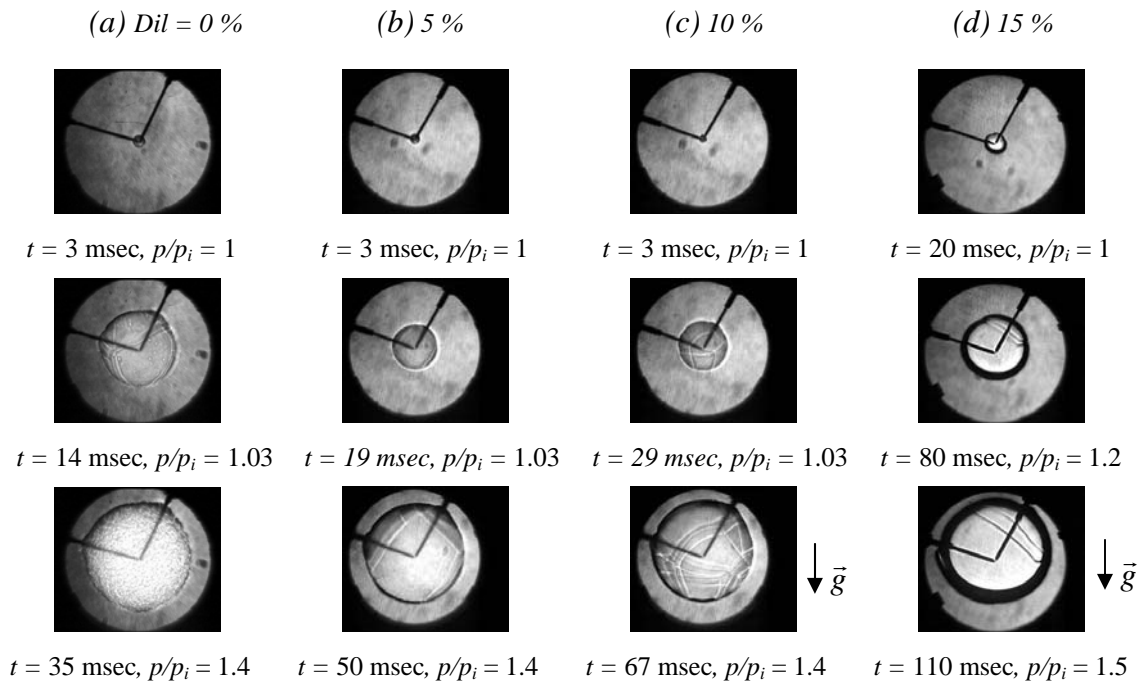 (a) Dil = 0 % (b) 5 % (c) 10 % (d) 15 %
t = 3 msec, p/pi = 1 t = 3 msec, p/pi = 1 t = 3 msec, p/pi = 1 t = 20 msec, p/pi = 1
t = 14 msec, p/pi = 1.03 t = 19 msec, p/pi = 1.03 t = 29 msec, p/pi = 1.03 t = 80 msec, p/pi = 1.2
g⃗ g⃗
t = 35 msec, p/pi = 1.4 t = 50 msec, p/pi = 1.4 t = 67 msec, p/pi = 1.4 t = 110 msec, p/pi = 1.5